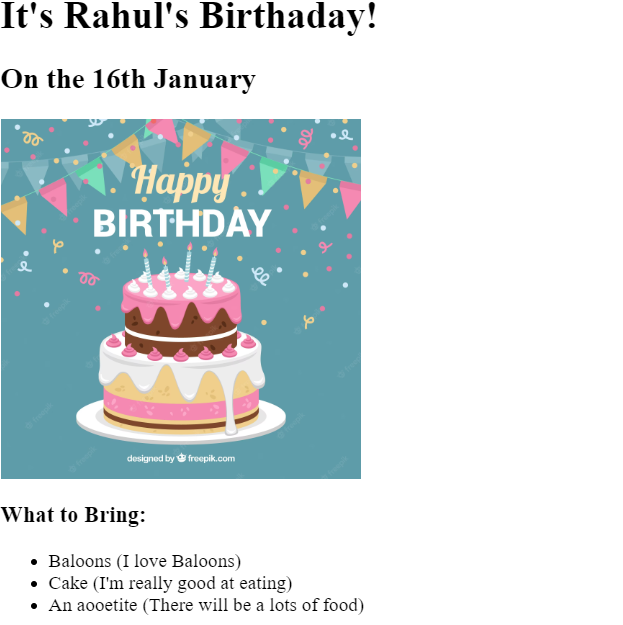 It's Rahul's Birthaday!
On the 16th January
Happy
BIRTHDAY
designed by freepik.com
What to Bring:
Baloons (I love Baloons)
Cake (I'm really good at eating)
An aooetite (There will be a lots of food)